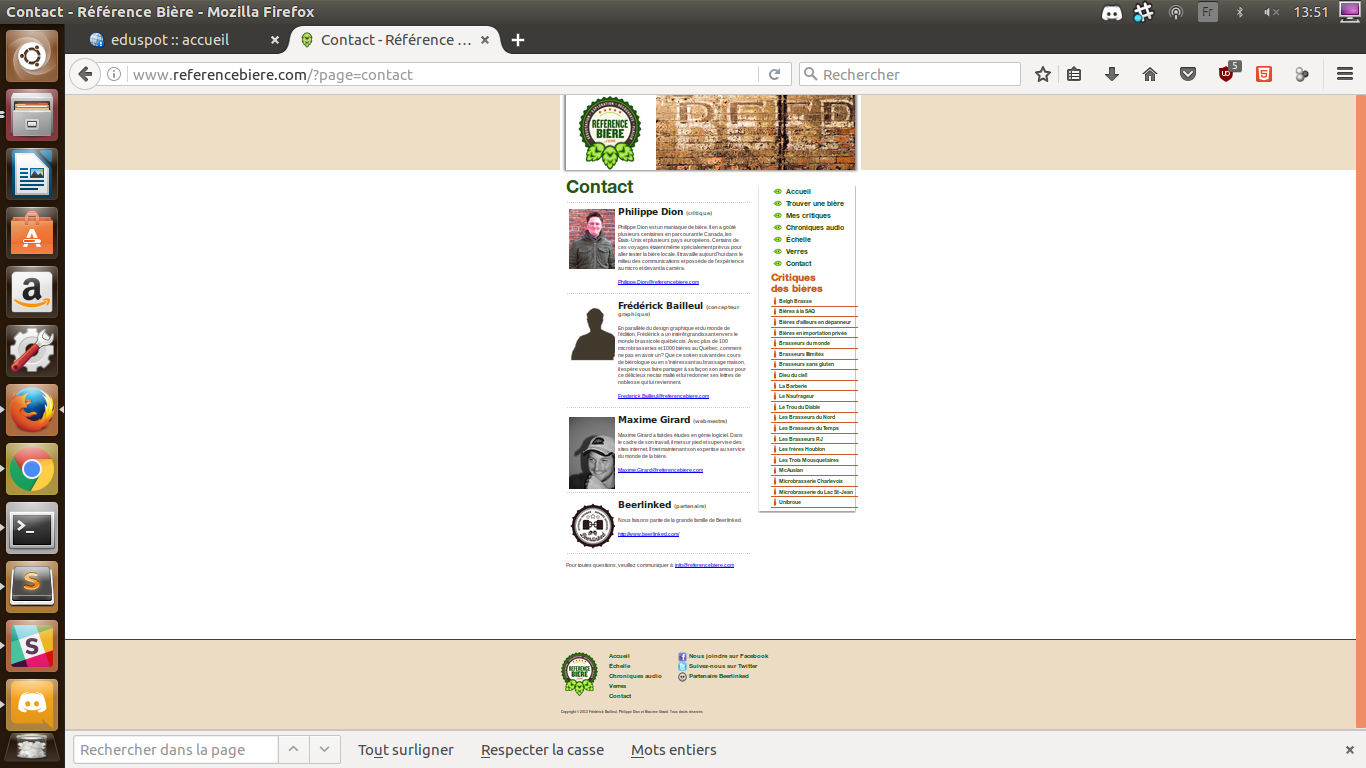 Contact - Référence Bière - Mozilla Firefox
Fr
13:51
eduspot :: accueil
Contact - Référence ...
www.referencebiere.com/?page=contact
Rechercher
5
RÉFÉRENCE
BIÈRE
.com
Contact
Philippe Dion (critique)
Philippe Dion est un maniaque de bière. Il en a goûté
plusieurs centaines en parcourant le Canada, les
États-Unis et plusieurs pays européens. Certains de
ces voyages étaient même spécialement prévus pour
aller tester la bière locale. Il travaille aujourd'hui dans le
milieu des communications et possède de l'expérience
au micro et devant la caméra.
Philippe.Dion@referencebiere.com
Frédérick Bailleul (concepteur
graphique)
En parallèle du design graphique et du monde de
l'édition, Frédérick a un intérêt grandissant envers le
monde brassicole québécois. Avec plus de 100
microbrasseries et 1000 bières au Québec, comment
ne pas en avoir un? Que ce soit en suivant des cours
de biérologue ou en s'intéressant au brassage maison,
il espère vous faire partager à sa façon son amour pour
ce délicieux nectar malté et lui redonner ses lettres de
noblesse qui lui reviennent.
Frederick.Bailleul@referencebiere.com
Maxime Girard (webmestre)
Maxime Girard a fait des études en génie logiciel. Dans
le cadre de son travail, il met sur pied et supervise des
sites internet. Il met maintenant son expertise au service
du monde de la bière.
Maxime.Girard@referencebiere.com
Beerlinked (partenaire)
Nous faisons partie de la grande famille de Beerlinked.
http://www.beerlinked.com/
Pour toutes questions, veuillez communiquer à: info@referencebiere.com
Accueil
Trouver une bière
Mes critiques
Chroniques audio
Échelle
Verres
Contact
Critiques
des bières
Belgh Brasse
Bières à la SAQ
Bières d'ailleurs en dépanneur
Bières en importation privée
Brasseurs du monde
Brasseurs Illimités
Brasseurs sans gluten
Dieu du ciel!
La Barberie
Le Naufrageur
Le Trou du Diable
Les Brasseurs du Nord
Les Brasseurs du Temps
Les Brasseurs RJ
Les frères Houblon
Les Trois Mousquetaires
McAuslan
Microbrasserie Charlevoix
Microbrasserie du Lac St-Jean
Unibroue
RÉFÉRENCE
BIÈRE
Accueil
Échelle
Chroniques audio
Verres
Contact
Nous joindre sur Facebook
Suivez-nous sur Twitter
Partenaire Beerlinked
Copyright © 2013 Frédérick Bailleul, Philippe Dion et Maxime Girard. Tous droits réservés.
Rechercher dans la page
Tout surligner
Respecter la casse
Mots entiers